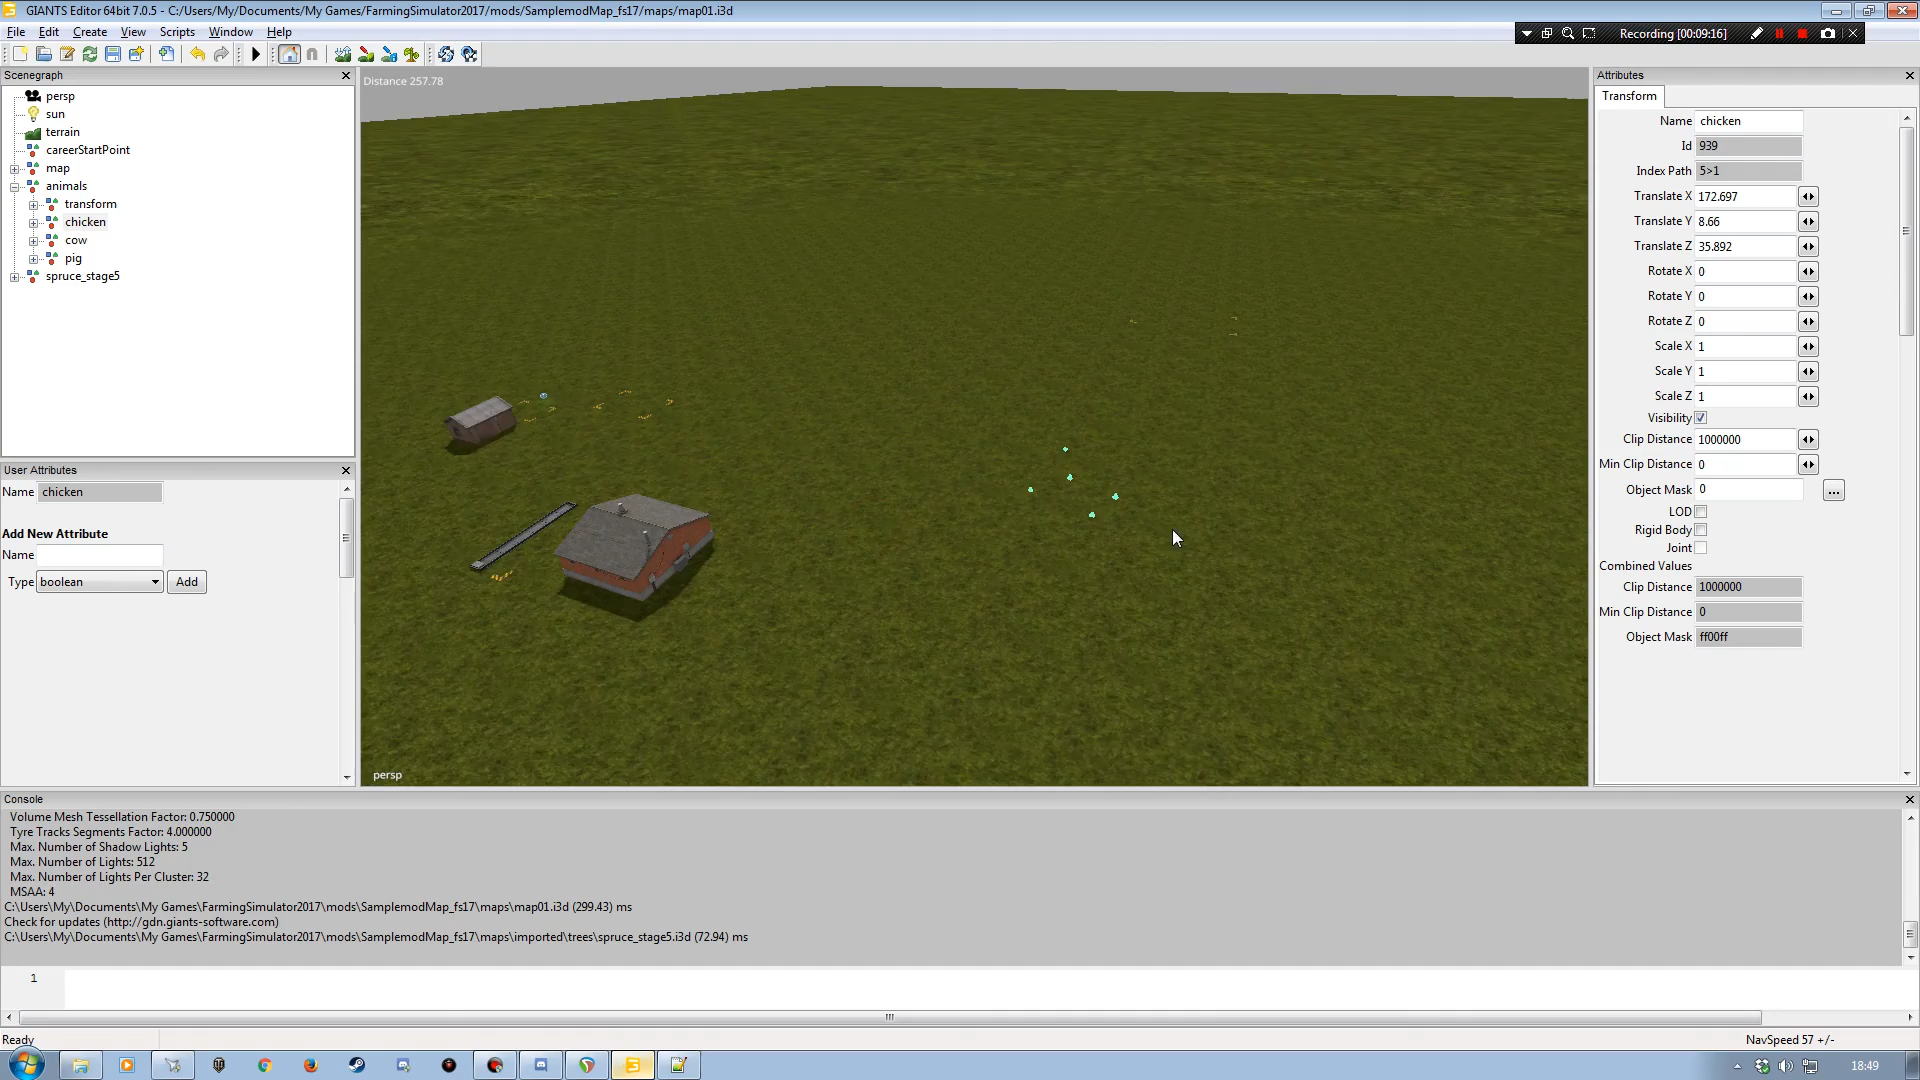 GIANTS Editor 64bit 7.0.5 - C:/Users/My/Documents/My Games/FarmingSimulator2017/mods/SamplemodMap_fs17/maps/map01.i3d
File Edit Create View Scripts Window Help
Recording [00:09:16]
Scenegraph
persp
sun
terrain
careerStartPoint
map
animals
transform
chicken
cow
pig
spruce_stage5
User Attributes
Name chicken
Add New Attribute
Name
Type boolean Add
Distance 257.78
persp
Attributes
Transform
Name chicken
Id 939
Index Path 5>1
Translate X 172.697
Translate Y 8.66
Translate Z 35.892
Rotate X 0
Rotate Y 0
Rotate Z 0
Scale X 1
Scale Y 1
Scale Z 1
Visibility
Clip Distance 1000000
Min Clip Distance 0
Object Mask 0 ...
LOD
Rigid Body
Joint
Combined Values
Clip Distance 1000000
Min Clip Distance 0
Object Mask ff00ff
Console
Volume Mesh Tessellation Factor: 0.750000
Tyre Tracks Segments Factor: 4.000000
Max. Number of Shadow Lights: 5
Max. Number of Lights: 512
Max. Number of Lights Per Cluster: 32
MSAA: 4
C:\Users\My\Documents\My Games\FarmingSimulator2017\mods\SamplemodMap_fs17\maps\map01.i3d (299.43) ms
Check for updates (http://gdn.giants-software.com)
C:\Users\My\Documents\My Games\FarmingSimulator2017\mods\SamplemodMap_fs17\maps\imported\trees\spruce_stage5.i3d (72.94) ms
1
Ready
NavSpeed 57 +/-
18:49